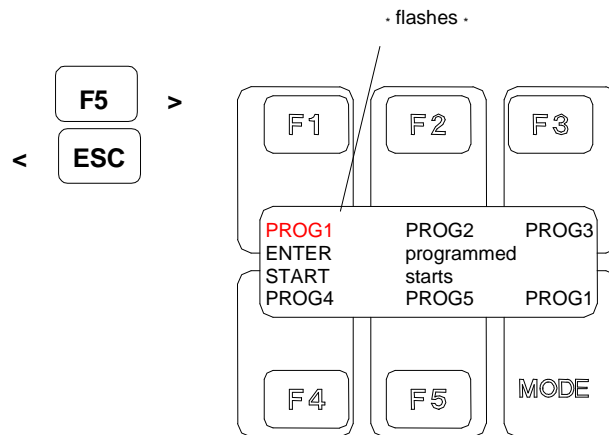 * flashes *
F5 >
< ESC
F1 F2 F3
PROG1 PROG2 PROG3
ENTER programmed
START starts
PROG4 PROG5 PROG1
F4 F5 MODE